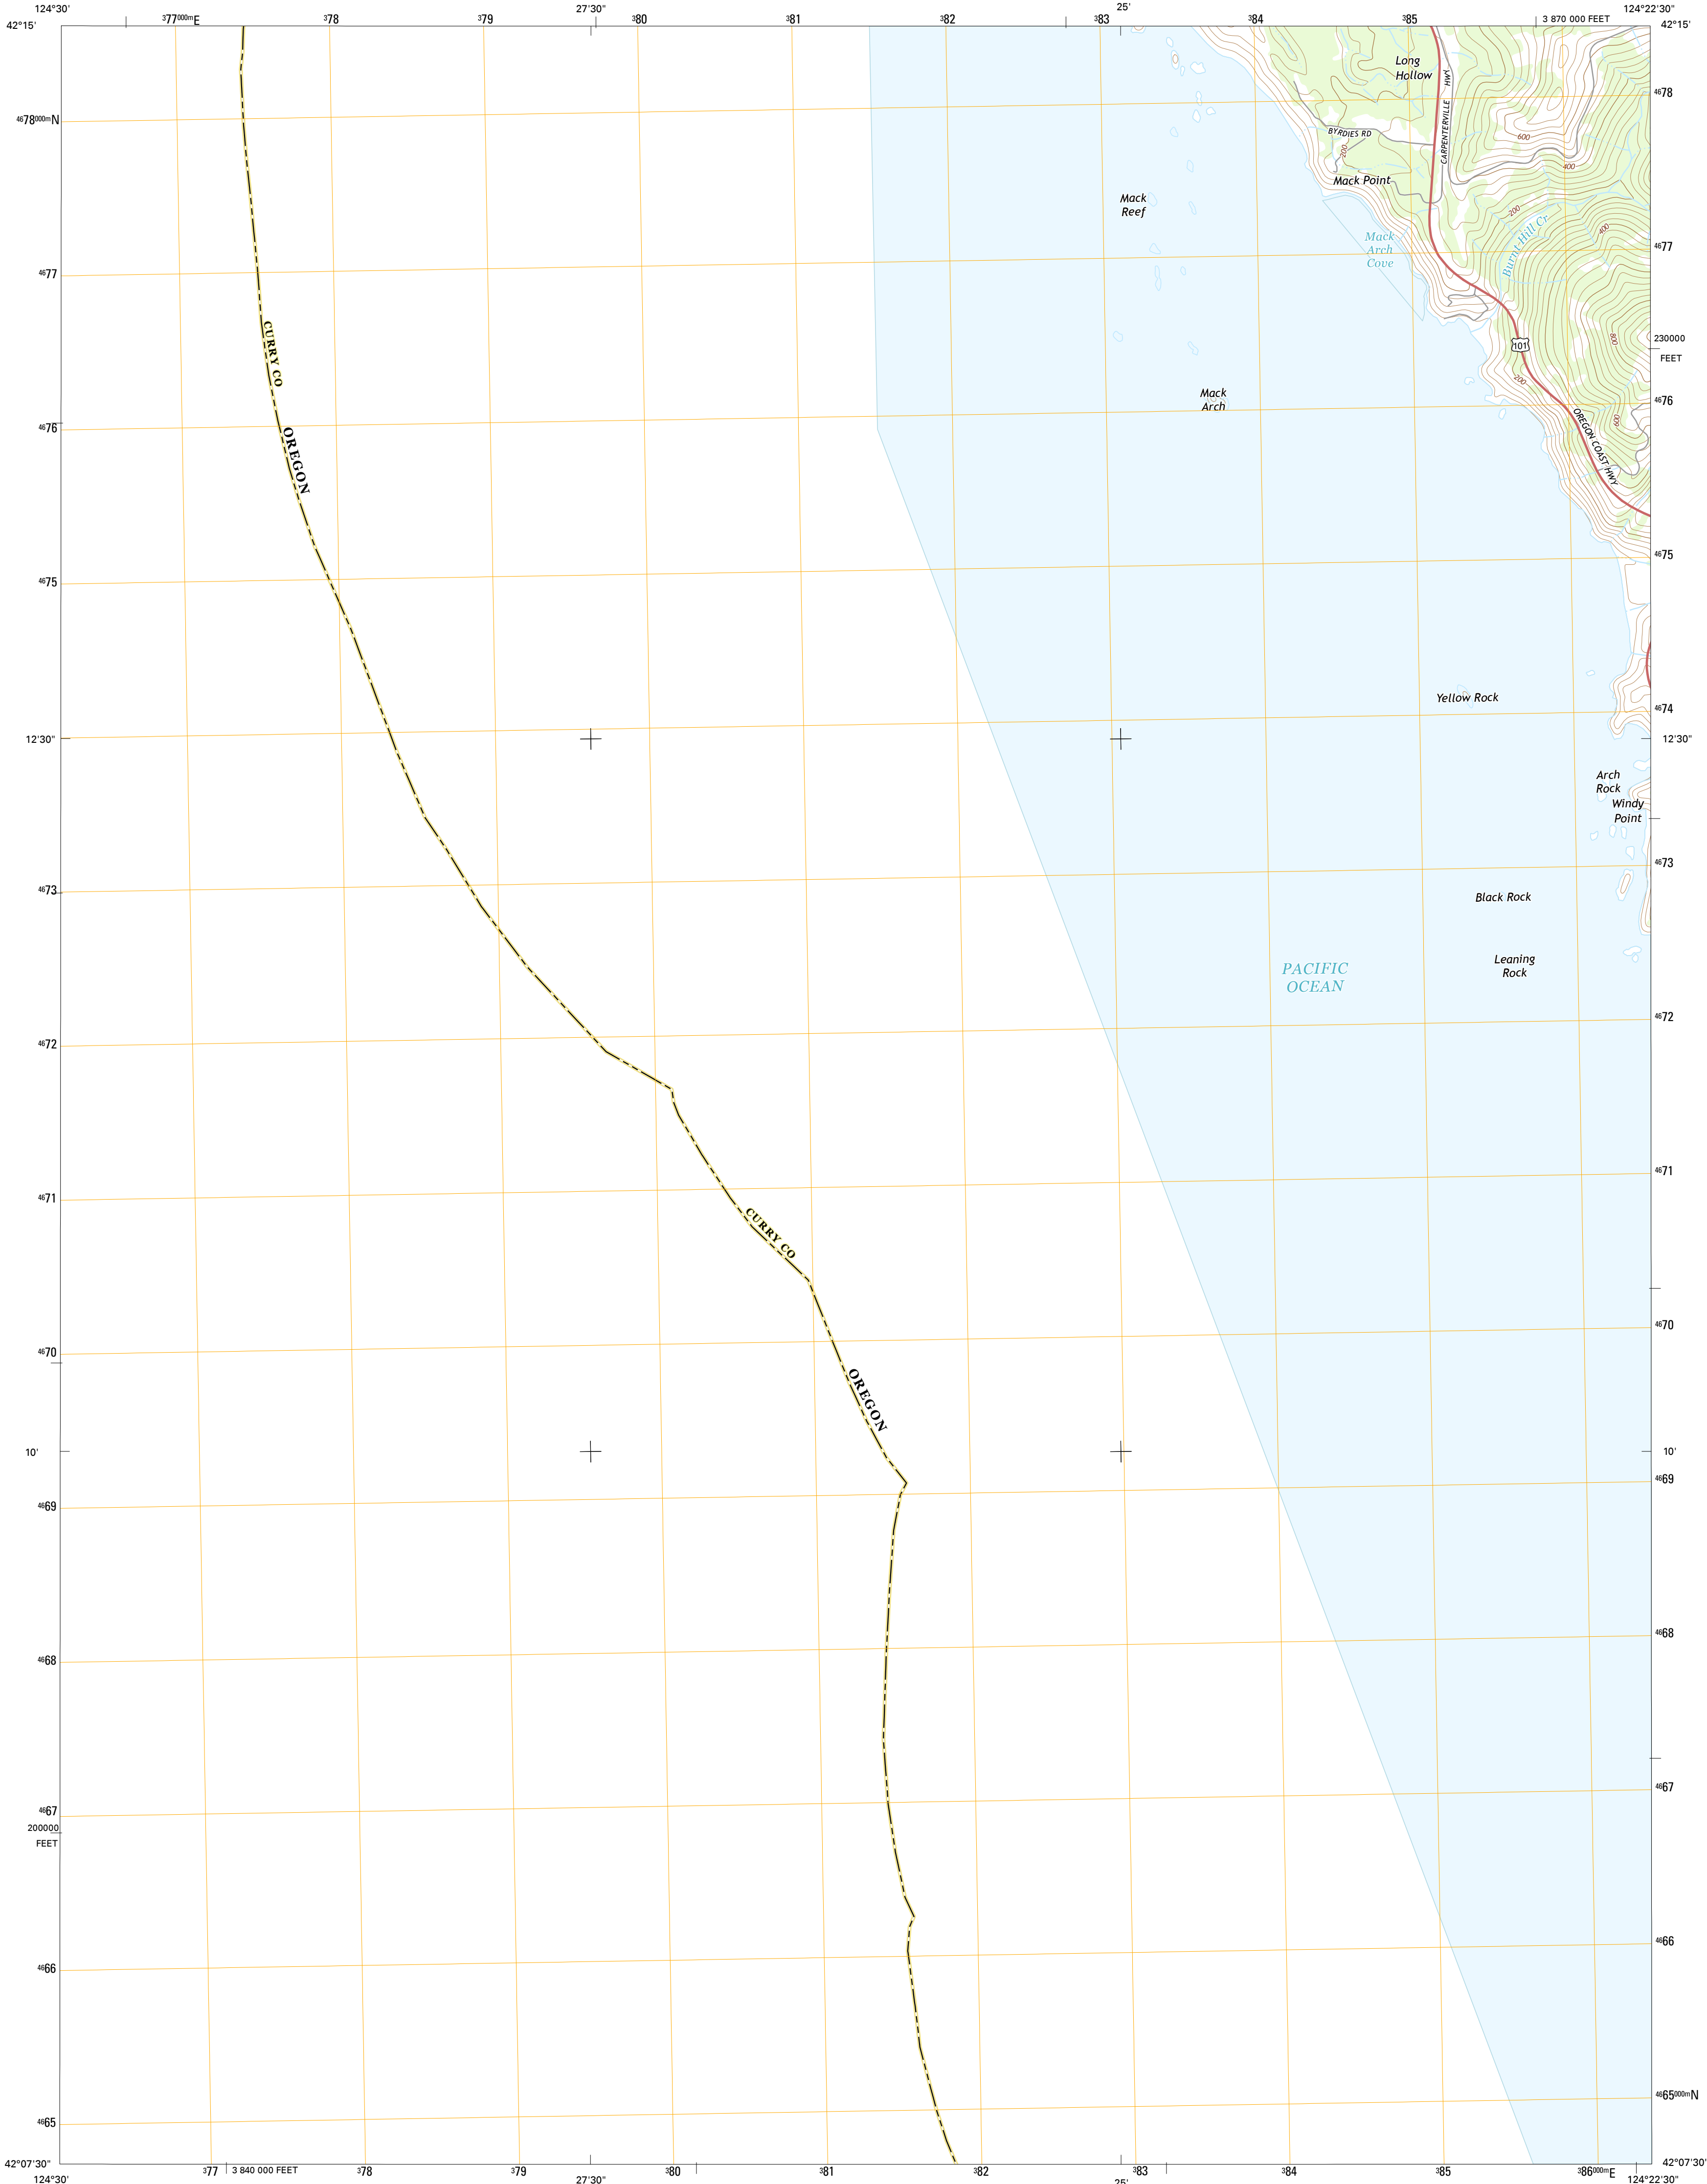 124°30'
27'30"
25'
124°22'30"
42°15'
377000mE
378
379
380
381
382
383
384
385
3 870 000 FEET
42°15'
Long
Hollow
CARPENTERVILLE HWY
4678000mN
4678
BYRDIES RD
200
600
400
Mack Point
Mack
Reef
200
400
Burnt Hill Cr
Mack
Arch
Cove
4677
4677
CURRY CO
101
800
230000
FEET
200
Mack
Arch
600
OREGON COAST HWY
4676
4676
OREGON
4675
4675
Yellow Rock
4674
12'30"
12'30"
Arch
Rock
Windy
Point
4673
4673
Black Rock
Leaning
Rock
PACIFIC
OCEAN
4672
4672
4671
4671
CURRY CO
4670
4670
OREGON
10'
10'
4669
4669
4668
4668
4667
4667
200000
FEET
4666
4666
4665000mN
4665
42°07'30"
42°07'30"
377
3 840 000 FEET
378
379
27'30"
380
381
382
383
384
385
386000mE
124°30'
25'
124°22'30"